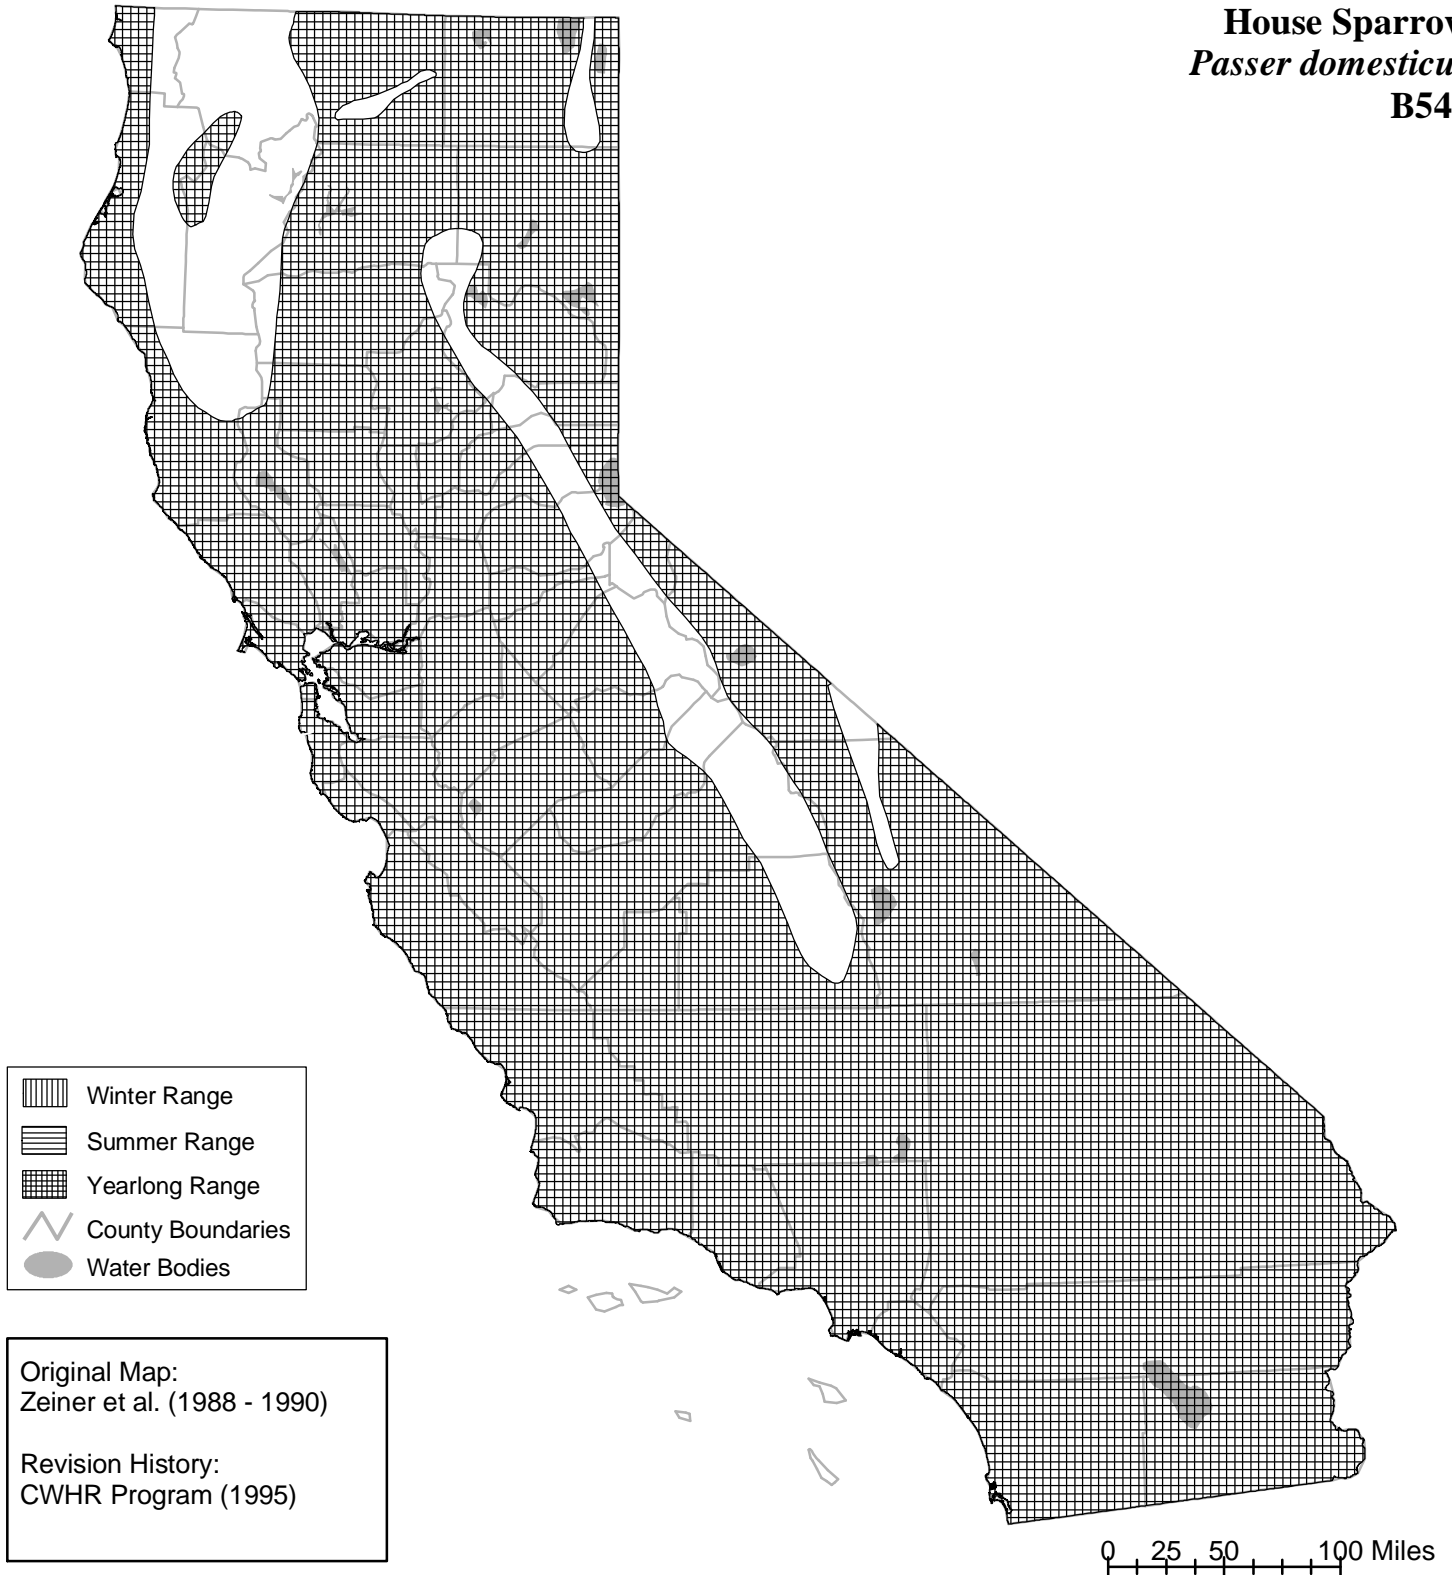 House Sparrow
Passer domesticu
B54
Winter Range
Summer Range
Yearlong Range
County Boundaries
Water Bodies
Original Map:
Zeiner et al. (1988 - 1990)
Revision History:
CWHR Program (1995)
0 25 50 100 Miles